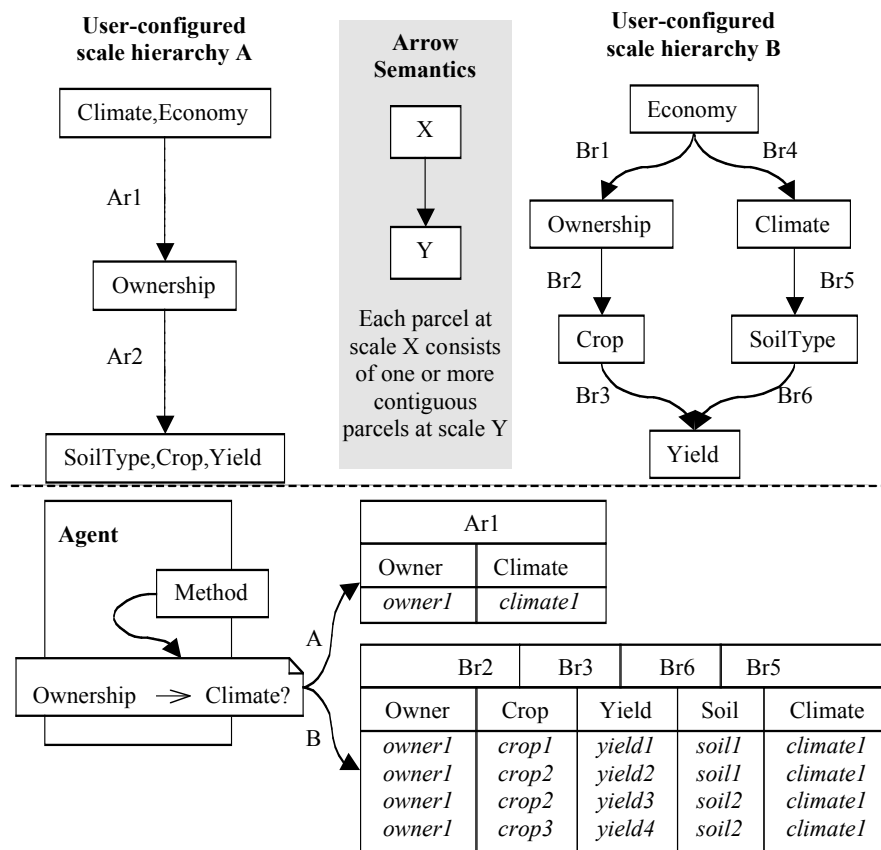 User-configured
scale hierarchy A
Climate,Economy
Ar1
Ownership
Ar2
SoilType,Crop,Yield
Arrow
Semantics
X
Y
Each parcel at
scale X consists
of one or more
contiguous
parcels at scale Y
User-configured
scale hierarchy B
Economy
Br1 Br4
Ownership Climate
Br2 Br5
Crop SoilType
Br3 Br6
Yield
Agent
Method
Ownership Climate?
A
B
Ar1
Owner Climate
owner1 climate1
Br2 Br3 Br6 Br5
Owner Crop Yield Soil Climate
owner1 crop1 yield1 soil1 climate1
owner1 crop2 yield2 soil1 climate1
owner1 crop2 yield3 soil2 climate1
owner1 crop3 yield4 soil2 climate1